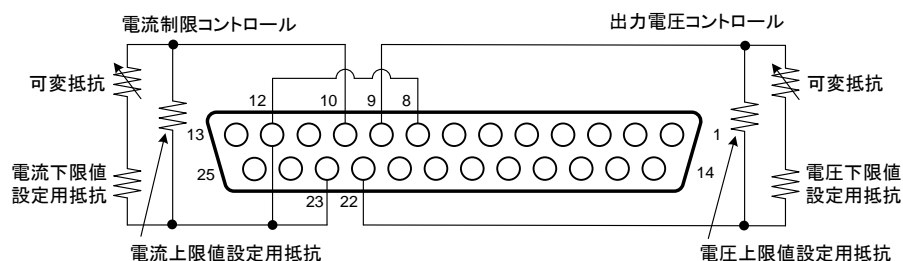 電流制限コントロール
出力電圧コントロール
可変抵抗
12
10
9
8
可変抵抗
13
1
電流下限値
設定用抵抗
25
14
電圧下限値
設定用抵抗
23
22
電流上限値設定用抵抗
電圧上限値設定用抵抗